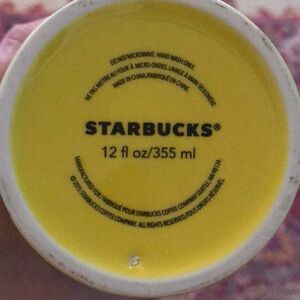 DO NOT MICROWAVE. HAND WASH ONLY.
NE PAS METTRE AU FOUR À MICRO-ONDES. LAVAGE À MAIN SEULEMENT.
MADE IN CHINA/FABRIQUÉ EN CHINE.
STARBUCKS®
12 fl oz/355 ml
MANUFACTURED FOR / FABRIQUÉ POUR STARBUCKS COFFEE COMPANY SEATTLE, WA 98134.
© 2015 STARBUCKS COFFEE COMPANY. ALL RIGHTS RESERVED./TOUS DROITS RÉSERVÉS.